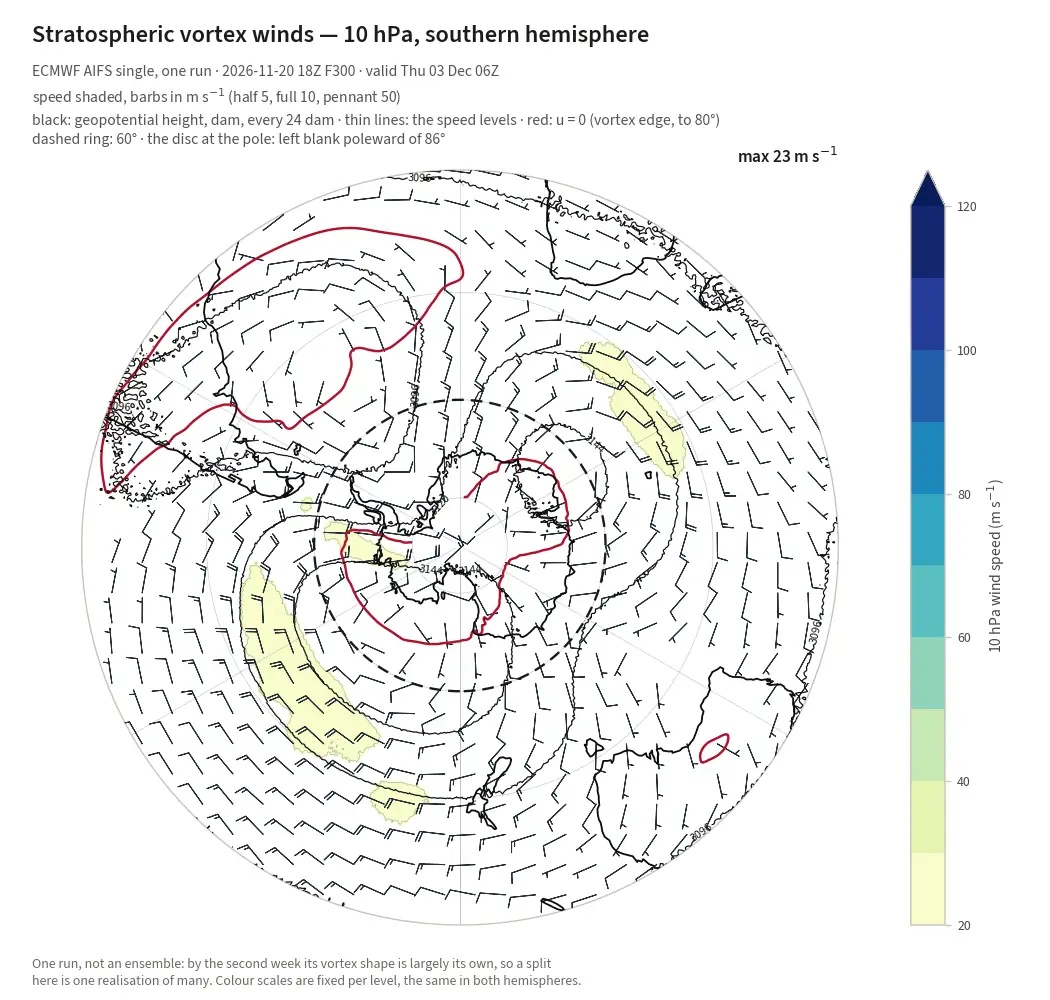 Stratospheric vortex winds — 10 hPa, southern hemisphere
ECMWF AIFS single, one run · 2026-11-20 18Z F300 · valid Thu 03 Dec 06Z
speed shaded, barbs in m s⁻¹ (half 5, full 10, pennant 50)
black: geopotential height, dam, every 24 dam · thin lines: the speed levels · red: u = 0 (vortex edge, to 80°)
dashed ring: 60° · the disc at the pole: left blank poleward of 86°
max 23 m s⁻¹
3096
120
100
80
60
40
20
10 hPa wind speed (m s⁻¹)
3144
3096
3096
One run, not an ensemble: by the second week its vortex shape is largely its own, so a split
here is one realisation of many. Colour scales are fixed per level, the same in both hemispheres.